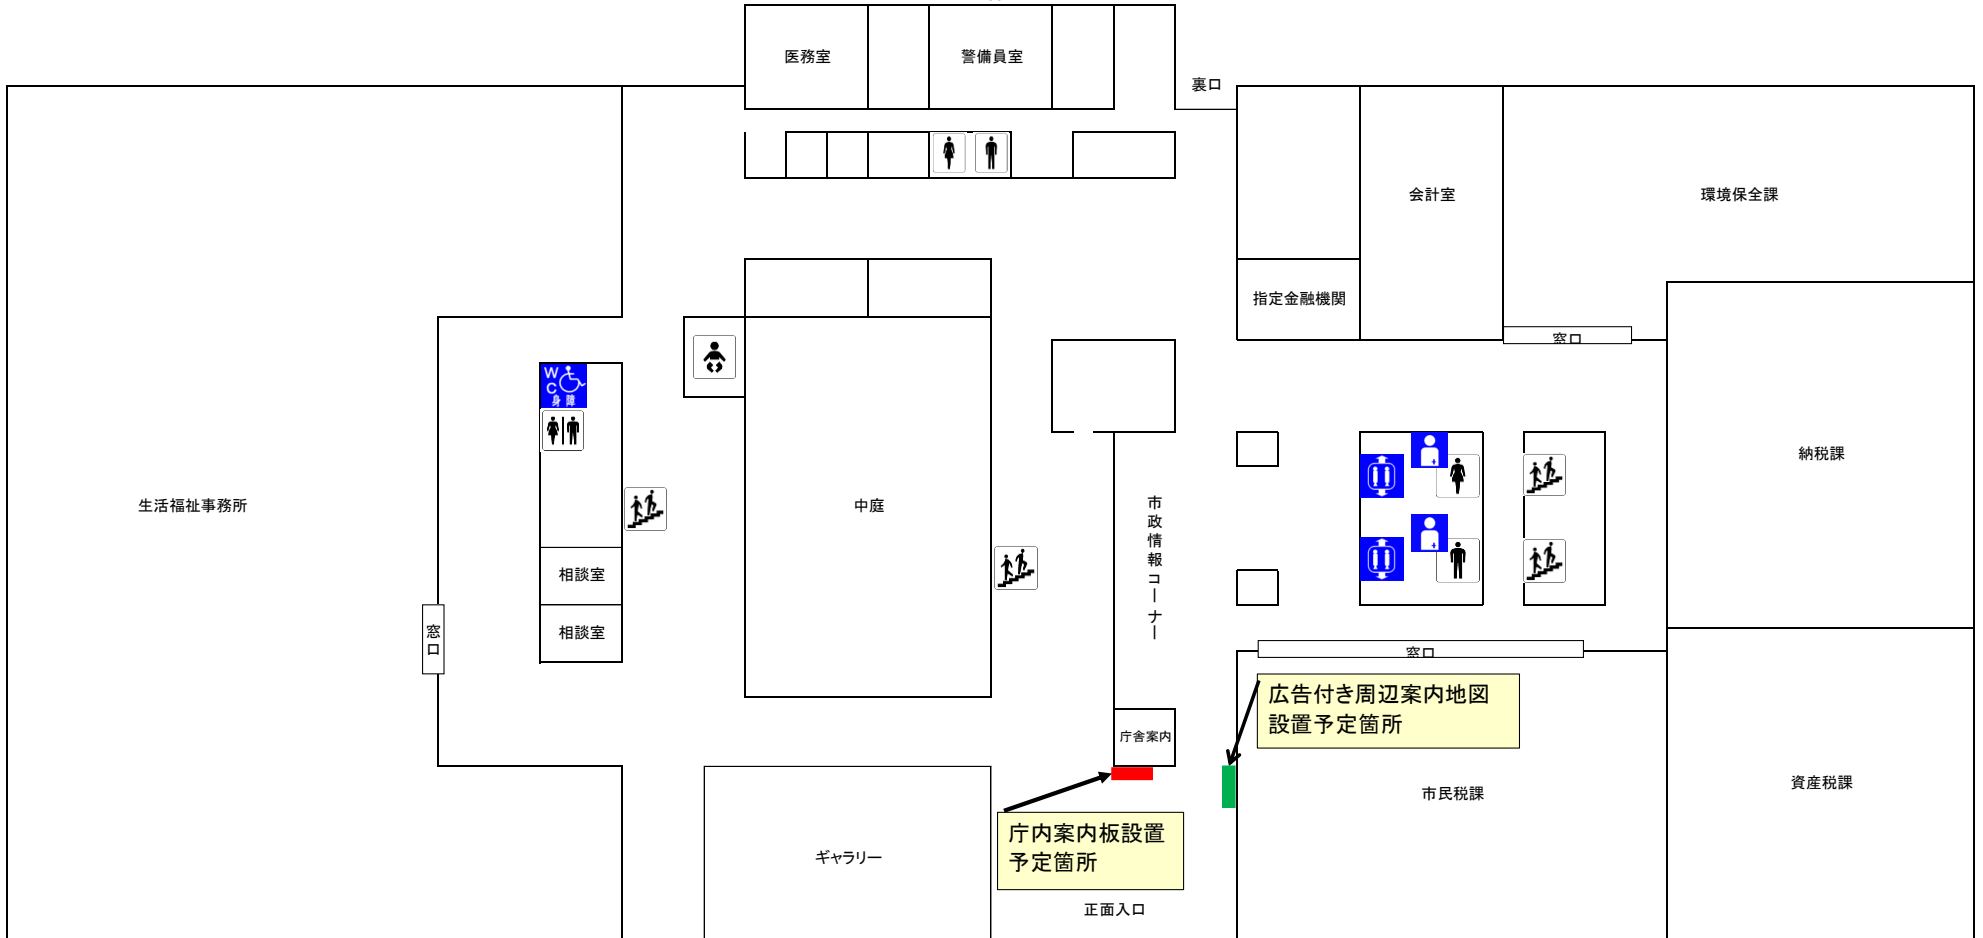 医務室
警備員室
裏口
会計室
環境保全課
指定金融機関
窓口
WC
身障
納税課
生活福祉事務所
中庭
市政情報コーナー
相談室
相談室
窓口
窓口
広告付き周辺案内地図
設置予定箇所
庁舎案内
市民税課
資産税課
庁内案内板設置
予定箇所
ギャラリー
正面入口